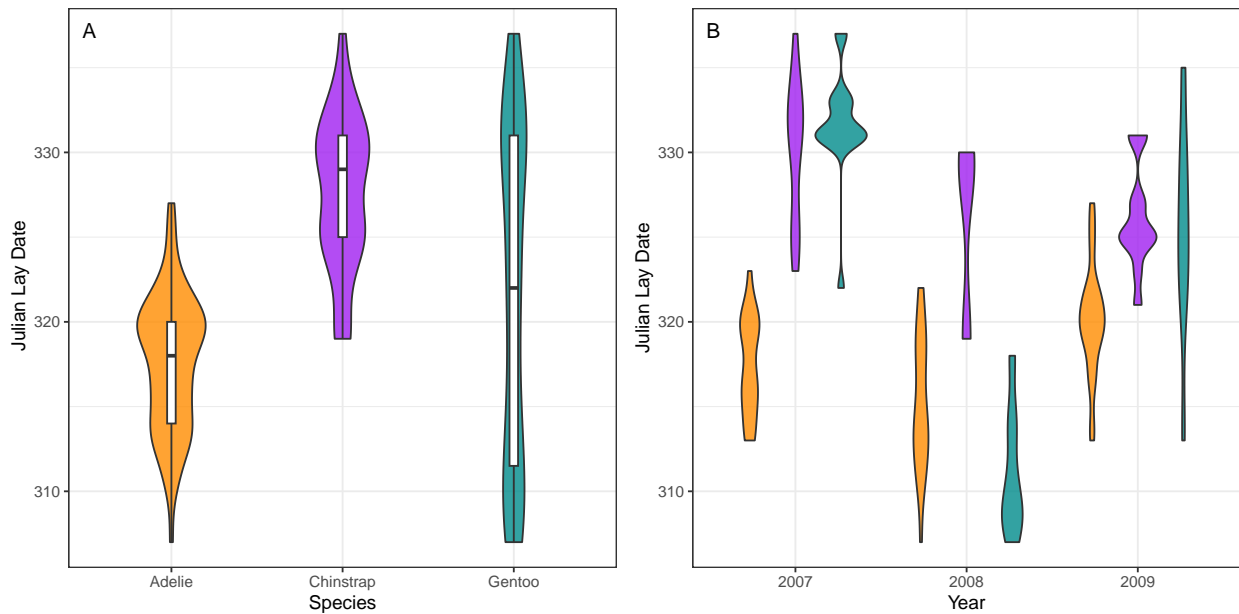 A
Julian Lay Date
330
320
310
Adelie
Chinstrap
Gentoo
Species
B
Julian Lay Date
330
320
310
2007
2008
2009
Year